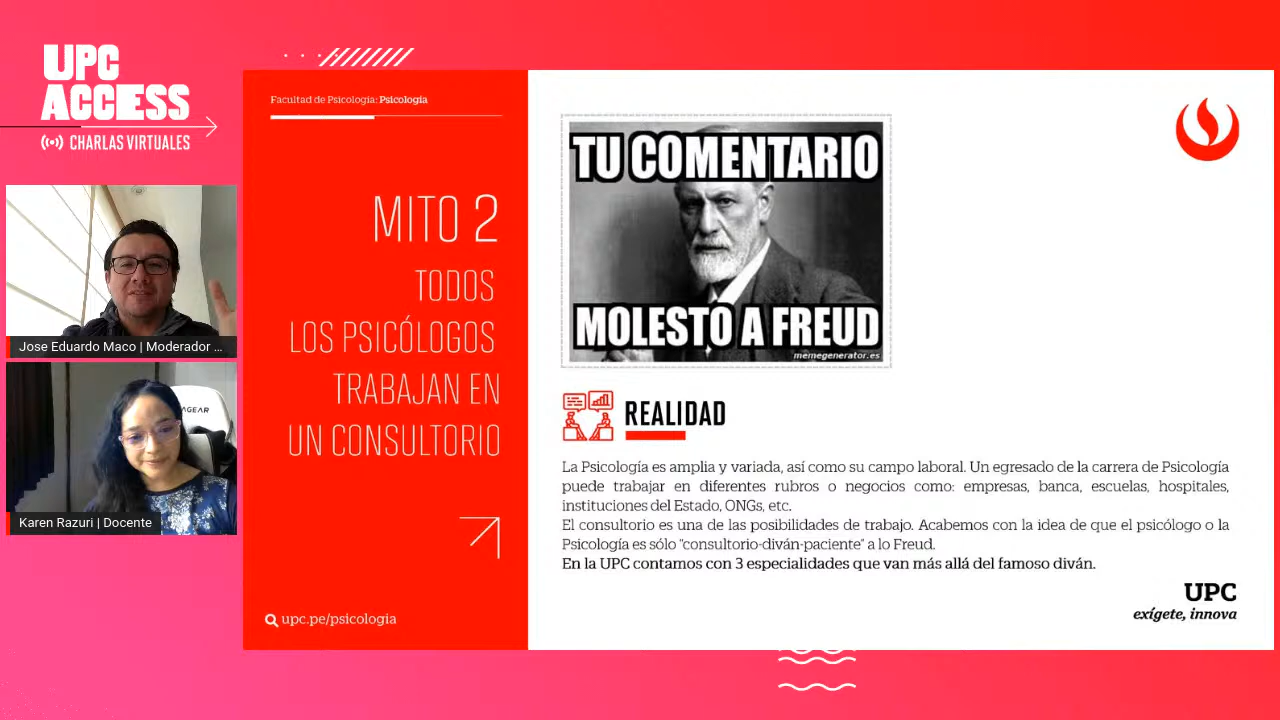 UPC
ACCESS
CHARLAS VIRTUALES
Jose Eduardo Maco | Moderador ...
AGEAR
Karen Razuri | Docente
Facultad de Psicología: Psicología
MITO 2
TODOS
LOS PSICÓLOGOS
TRABAJAN EN
UN CONSULTORIO
upc.pe/psicologia
TU COMENTARIO
MOLESTO A FREUD
memegenerator.es
REALIDAD
La Psicología es amplia y variada, así como su campo laboral. Un egresado de la carrera de Psicología
puede trabajar en diferentes rubros o negocios como: empresas, banca, escuelas, hospitales,
instituciones del Estado, ONGs, etc.
El consultorio es una de las posibilidades de trabajo. Acabemos con la idea de que el psicólogo o la
Psicología es sólo "consultorio-diván-paciente" a lo Freud.
En la UPC contamos con 3 especialidades que van más allá del famoso diván.
UPC
exígete, innova